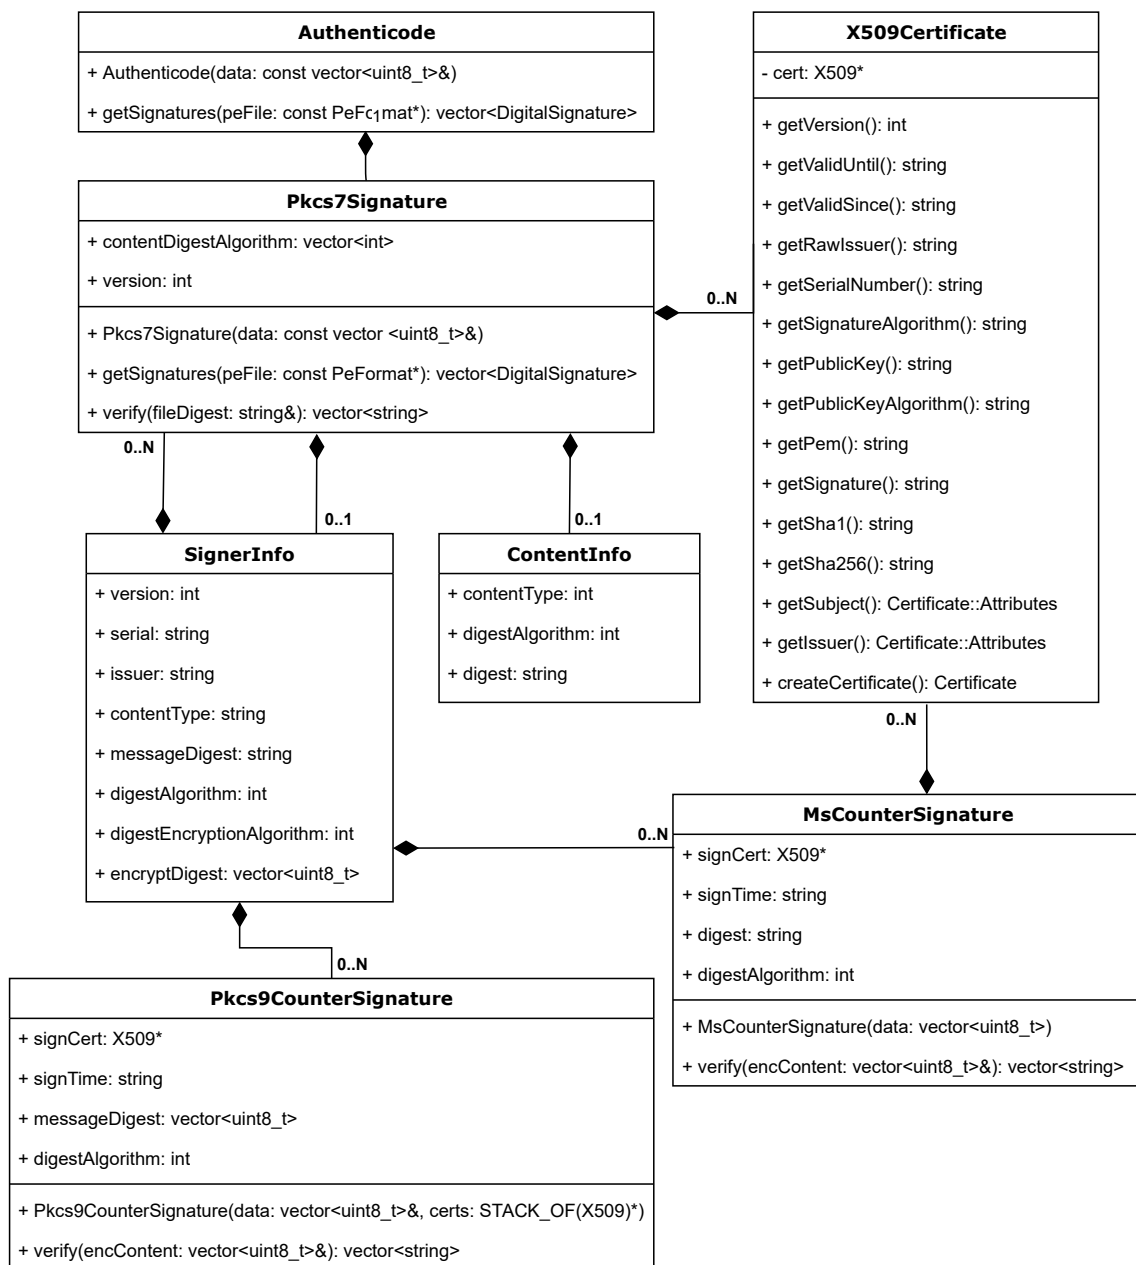 Authenticode
+ Authenticode(data: const vector<uint8_t>&)
+ getSignatures(peFile: const PeFo1mat*): vector<DigitalSignature>
Pkcs7Signature
+ contentDigestAlgorithm: vector<int>
+ version: int
+ Pkcs7Signature(data: const vector <uint8_t>&)
+ getSignatures(peFile: const PeFormat*): vector<DigitalSignature>
+ verify(fileDigest: string&): vector<string>
0..N
X509Certificate
- cert: X509*
+ getVersion(): int
+ getValidUntil(): string
+ getValidSince(): string
+ getRawIssuer(): string
+ getSerialNumber(): string
+ getSignatureAlgorithm(): string
+ getPublicKey(): string
+ getPublicKeyAlgorithm(): string
+ getPem(): string
+ getSignature(): string
+ getSha1(): string
+ getSha256(): string
+ getSubject(): Certificate::Attributes
+ getIssuer(): Certificate::Attributes
+ createCertificate(): Certificate
0..N
0..N
0..1
0..1
SignerInfo
+ version: int
+ serial: string
+ issuer: string
+ contentType: string
+ messageDigest: string
+ digestAlgorithm: int
+ digestEncryptionAlgorithm: int
+ encryptDigest: vector<uint8_t>
ContentInfo
+ contentType: int
+ digestAlgorithm: int
+ digest: string
0..N
MsCounterSignature
+ signCert: X509*
+ signTime: string
+ digest: string
+ digestAlgorithm: int
+ MsCounterSignature(data: vector<uint8_t>)
+ verify(encContent: vector<uint8_t>&): vector<string>
0..N
Pkcs9CounterSignature
+ signCert: X509*
+ signTime: string
+ messageDigest: vector<uint8_t>
+ digestAlgorithm: int
+ Pkcs9CounterSignature(data: vector<uint8_t>&, certs: STACK_OF(X509)*)
+ verify(encContent: vector<uint8_t>&): vector<string>